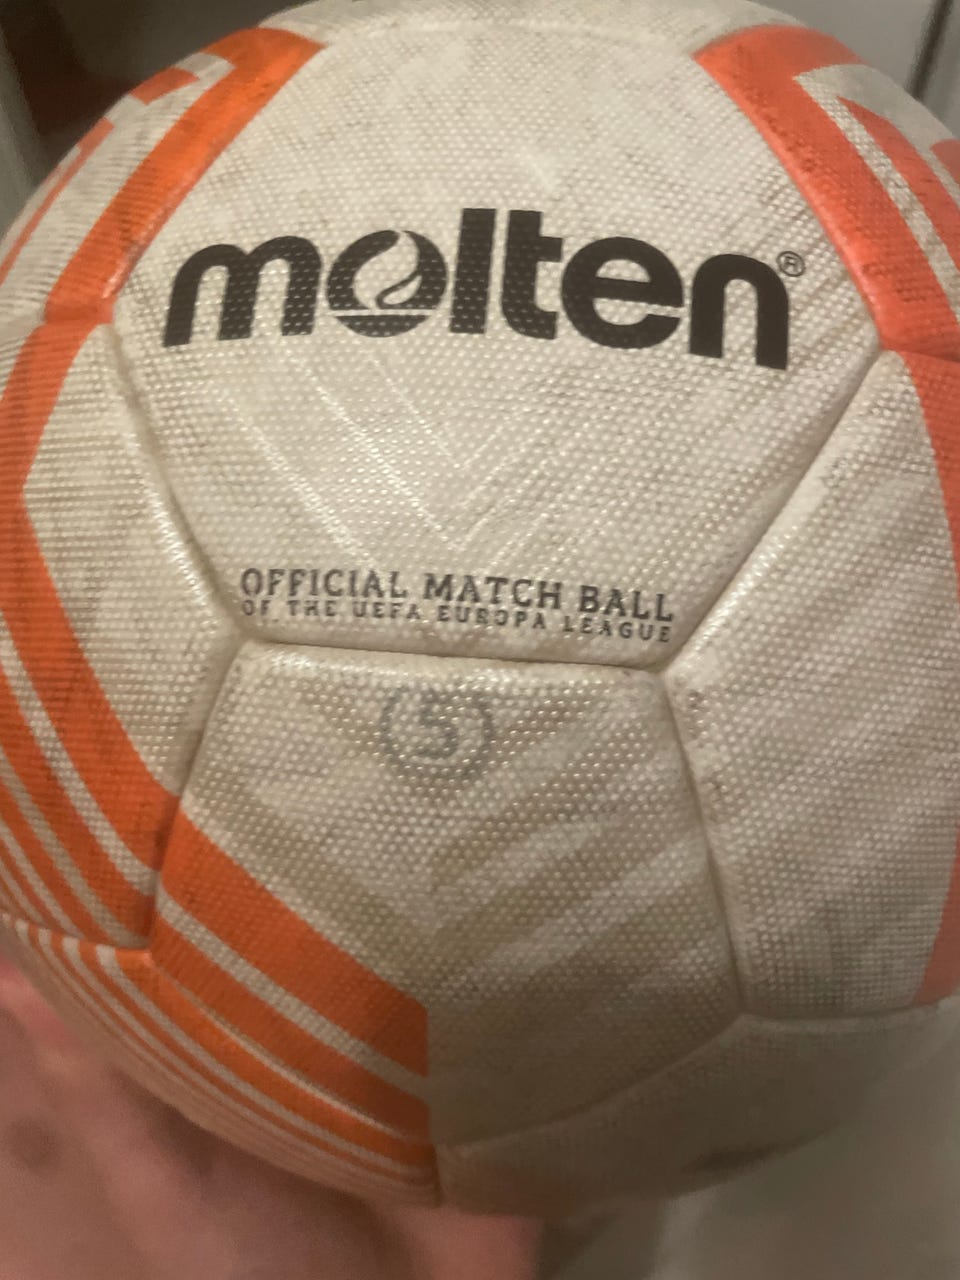 molten®
OFFICIAL MATCH BALL
OF THE UEFA EUROPA LEAGUE
5